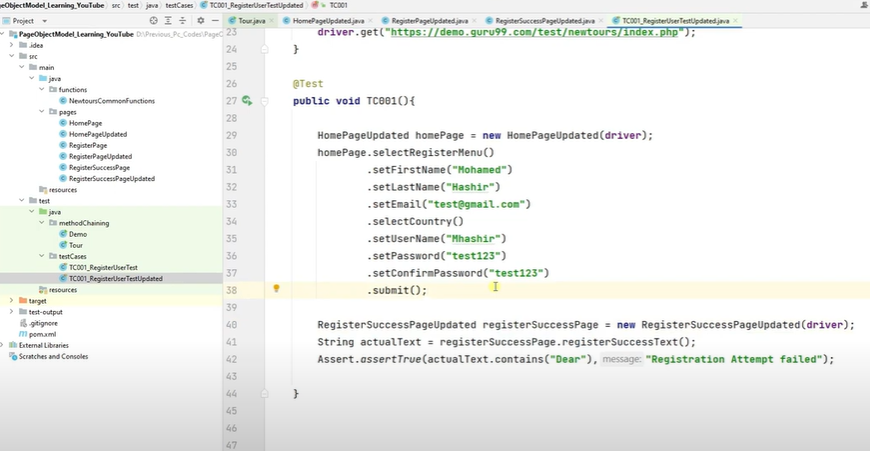 PageObjectModel_Learning_YouTube src test java testCases TC001_RegisterUserTestUpdated TC001
Project
Tour.java HomePageUpdated.java RegisterPageUpdated.java RegisterSuccessPageUpdated.java TC001_RegisterUserTestUpdated.java
PageObjectModel_Learning_YouTube D:\Previous_Pc_Codes\PageO
.idea
src
main
java
functions
NewtoursCommonFunctions
pages
HomePage
HomePageUpdated
RegisterPage
RegisterPageUpdated
RegisterSuccessPage
RegisterSuccessPageUpdated
resources
test
java
methodChaining
Demo
Tour
testCases
TC001_RegisterUserTest
TC001_RegisterUserTestUpdated
resources
target
test-output
.gitignore
pom.xml
External Libraries
Scratches and Consoles
23 driver.get("https://demo.guru99.com/test/newtours/index.php");
24 }
25
26 @Test
27 public void TC001(){
28
29 HomePageUpdated homePage = new HomePageUpdated(driver);
30 homePage.selectRegisterMenu()
31 .setFirstName("Mohamed")
32 .setLastName("Hashir")
33 .setEmail("test@gmail.com")
34 .selectCountry()
35 .setUserName("Mhashir")
36 .setPassword("test123")
37 .setConfirmPassword("test123")
38 .submit();
39
40 RegisterSuccessPageUpdated registerSuccessPage = new RegisterSuccessPageUpdated(driver);
41 String actualText = registerSuccessPage.registerSuccessText();
42 Assert.assertTrue(actualText.contains("Dear"), message: "Registration Attempt failed");
43
44 }
45
46
47